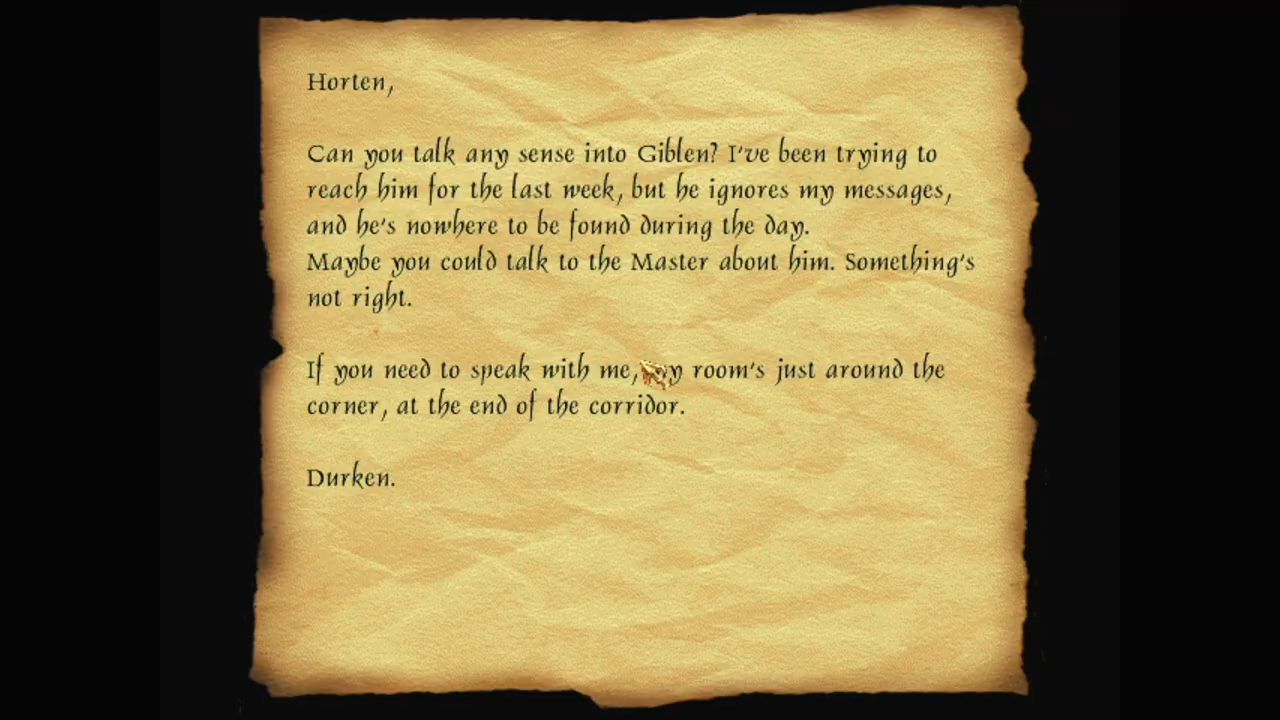 Horten,
Can you talk any sense into Giblen? I've been trying to
reach him for the last week, but he ignores my messages,
and he's nowhere to be found during the day.
Maybe you could talk to the Master about him. Something's
not right.
If you need to speak with me, my room's just around the
corner, at the end of the corridor.
Durken.